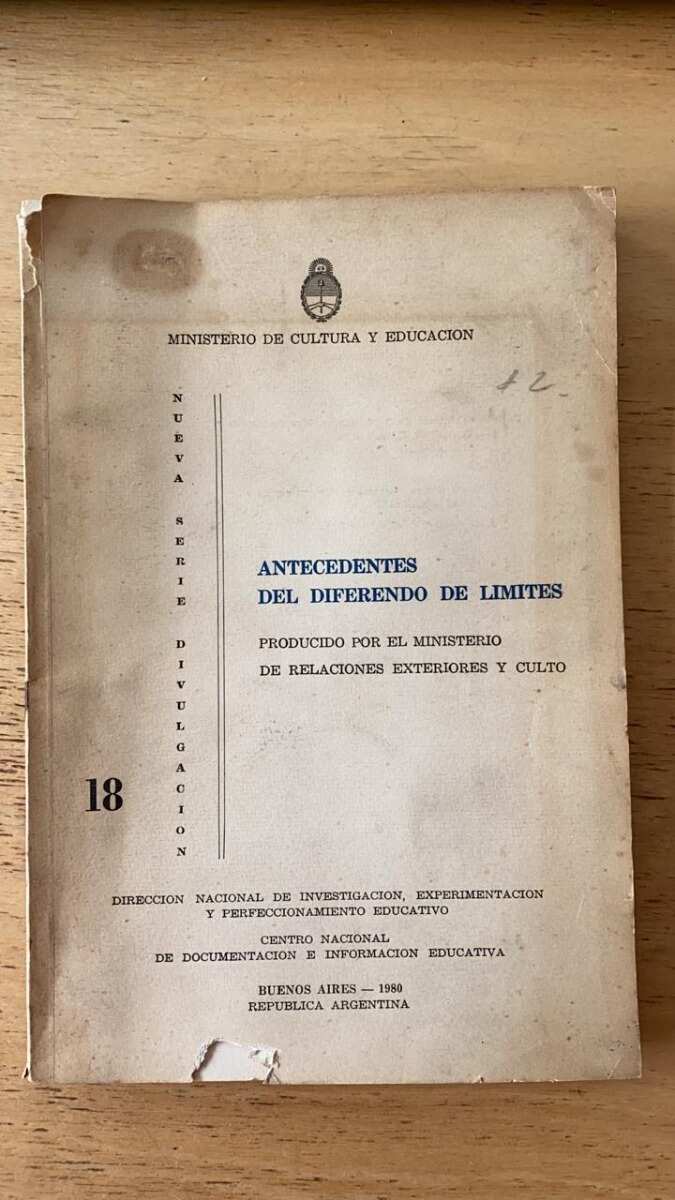 MINISTERIO DE CULTURA Y EDUCACION
NUEVA SERIE DIVULGACION
18
ANTECEDENTES
DEL DIFERENDO DE LIMITES
PRODUCIDO POR EL MINISTERIO
DE RELACIONES EXTERIORES Y CULTO
DIRECCION NACIONAL DE INVESTIGACION, EXPERIMENTACION
Y PERFECCIONAMIENTO EDUCATIVO
CENTRO NACIONAL
DE DOCUMENTACION E INFORMACION EDUCATIVA
BUENOS AIRES — 1980
REPUBLICA ARGENTINA